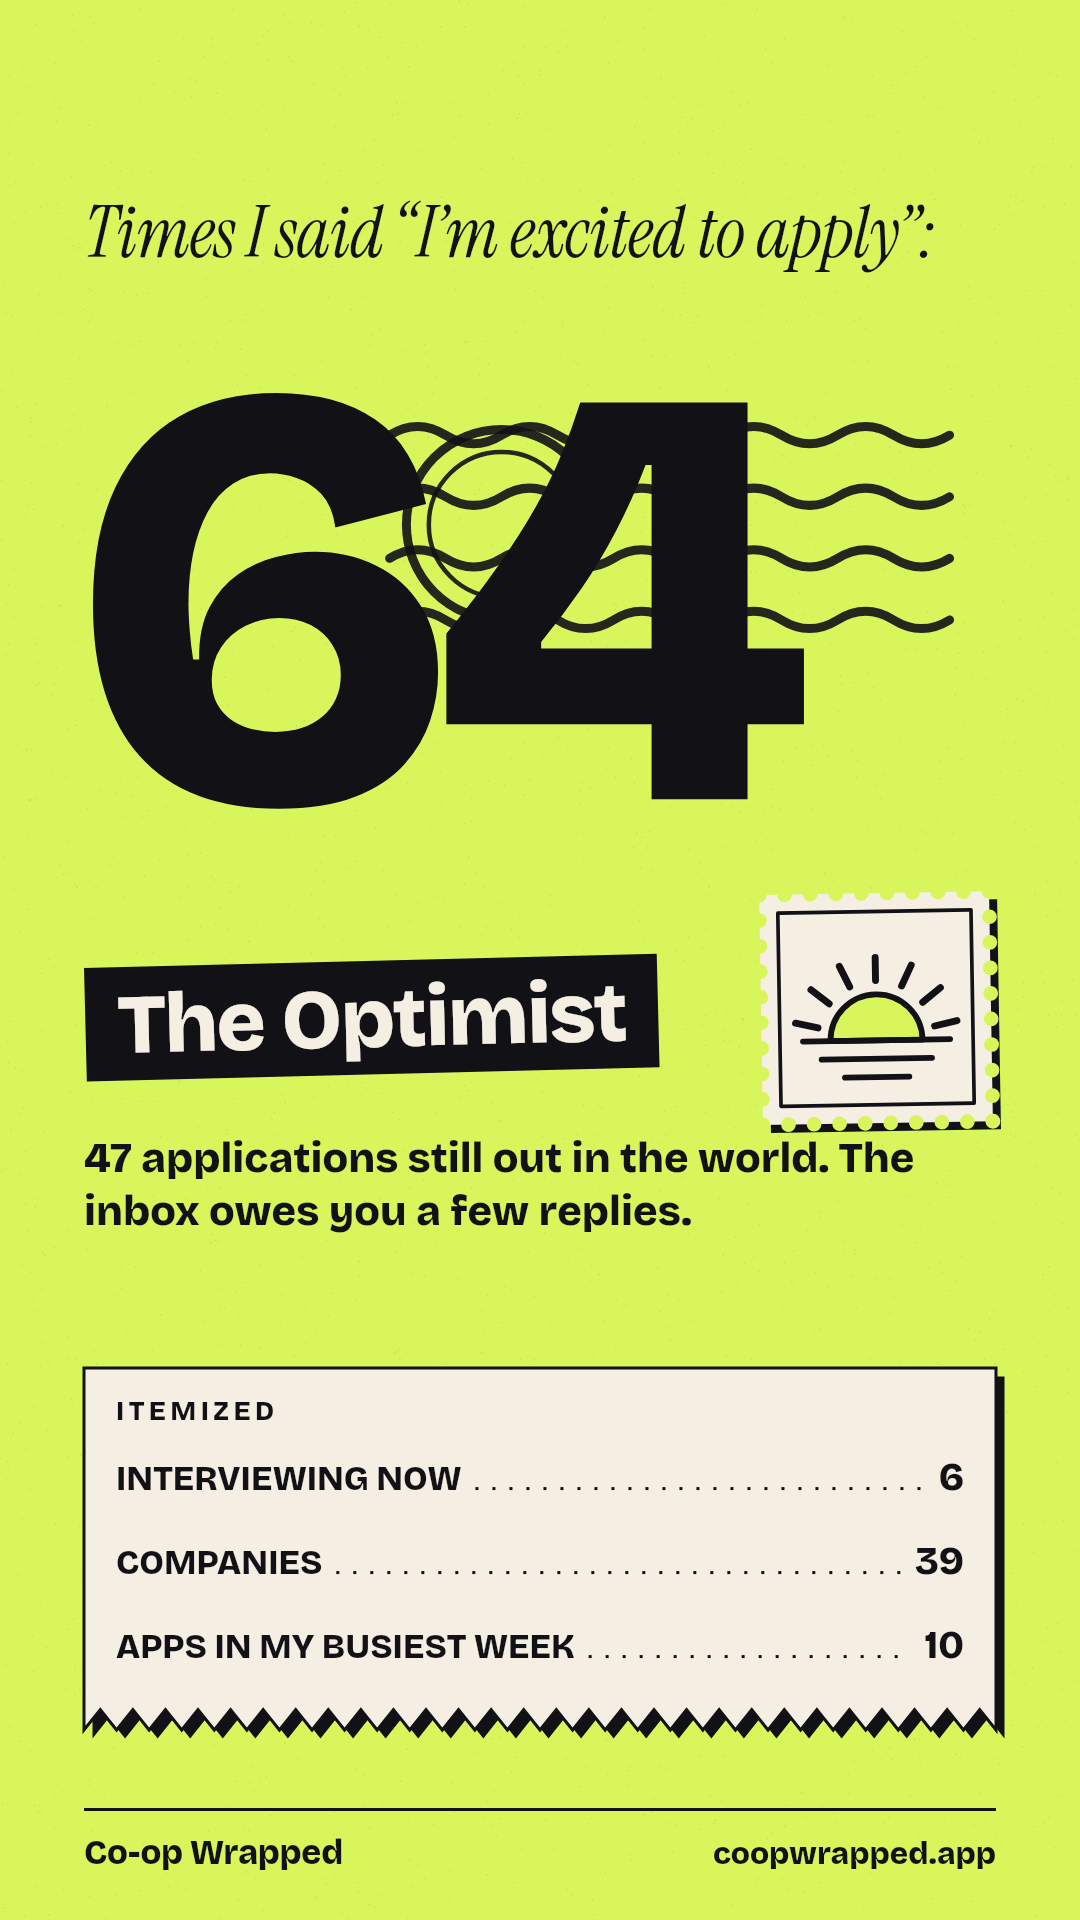 Times I said “I’m excited to apply”:
64
The Optimist
47 applications still out in the world. The
inbox owes you a few replies.
ITEMIZED
INTERVIEWING NOW . . . . . . . . . . . . . . . . . . . . . . . . . . . 6
COMPANIES . . . . . . . . . . . . . . . . . . . . . . . . . . . . . . . . . . 39
APPS IN MY BUSIEST WEEK . . . . . . . . . . . . . . . . . . . 10
Co-op Wrapped
coopwrapped.app